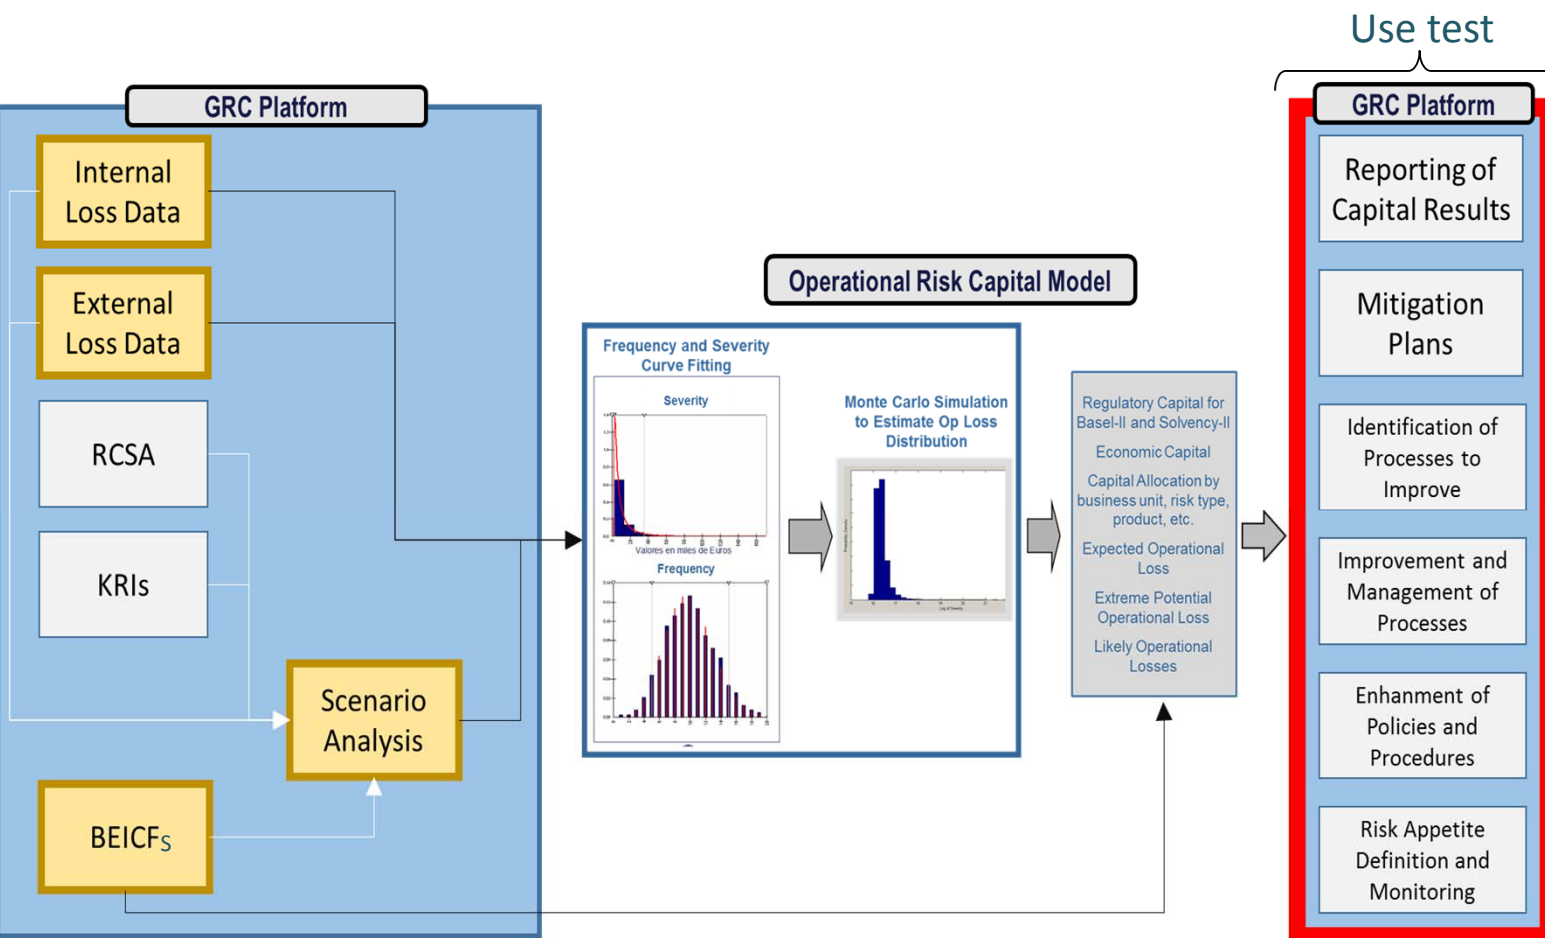 Use test
GRC Platform
Internal
Loss Data
External
Loss Data
RCSA
KRIs
Scenario
Analysis
BEICFs
Operational Risk Capital Model
Frequency and Severity
Curve Fitting
Severity
Valores en miles de Euros
Frequency
Monte Carlo Simulation
to Estimate Op Loss
Distribution
Regulatory Capital for
Basel-II and Solvency-II
Economic Capital
Capital Allocation by
business unit, risk type,
product, etc.
Expected Operational
Loss
Extreme Potential
Operational Loss
Likely Operational
Losses
GRC Platform
Reporting of
Capital Results
Mitigation
Plans
Identification of
Processes to
Improve
Improvement and
Management of
Processes
Enhanment of
Policies and
Procedures
Risk Appetite
Definition and
Monitoring